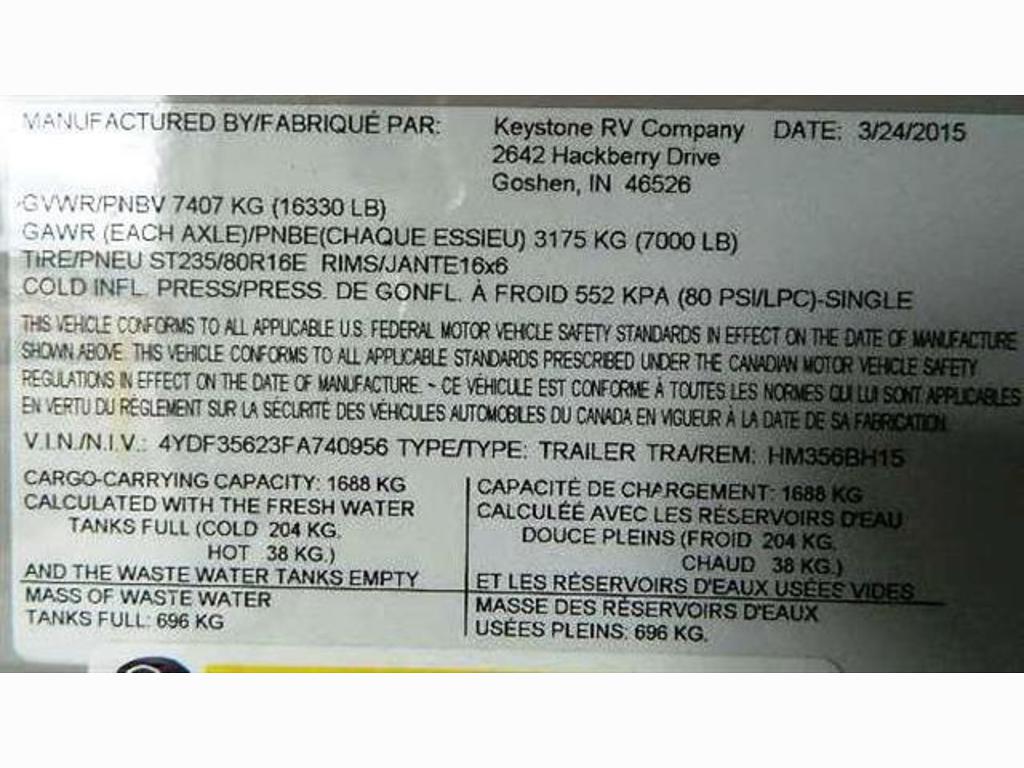 MANUFACTURED BY/FABRIQUÉ PAR: Keystone RV Company DATE: 3/24/2015
2642 Hackberry Drive
Goshen, IN 46526
GVWR/PNBV 7407 KG (16330 LB)
GAWR (EACH AXLE)/PNBE(CHAQUE ESSIEU) 3175 KG (7000 LB)
TIRE/PNEU ST235/80R16E RIMS/JANTE16x6
COLD INFL. PRESS/PRESS. DE GONFL. À FROID 552 KPA (80 PSI/LPC)-SINGLE
THIS VEHICLE CONFORMS TO ALL APPLICABLE U.S. FEDERAL MOTOR VEHICLE SAFETY STANDARDS IN EFFECT ON THE DATE OF MANUFACTURE
SHOWN ABOVE. THIS VEHICLE CONFORMS TO ALL APPLICABLE STANDARDS PRESCRIBED UNDER THE CANADIAN MOTOR VEHICLE SAFETY
REGULATIONS IN EFFECT ON THE DATE OF MANUFACTURE. ~ CE VÉHICULE EST CONFORME À TOUTES LES NORMES QUI LUI SONT APPLICABLES
EN VERTU DU RÈGLEMENT SUR LA SÉCURITÉ DES VÉHICULES AUTOMOBILES DU CANADA EN VIGUEUR À LA DATE DE SA FABRICATION.
V.I.N./N.I.V.: 4YDF35623FA740956 TYPE/TYPE: TRAILER TRA/REM: HM356BH15
CARGO-CARRYING CAPACITY: 1688 KG
CALCULATED WITH THE FRESH WATER
TANKS FULL (COLD 204 KG.
HOT 38 KG.)
AND THE WASTE WATER TANKS EMPTY
MASS OF WASTE WATER
TANKS FULL: 696 KG
CAPACITÉ DE CHARGEMENT: 1688 KG
CALCULÉE AVEC LES RÉSERVOIRS D'EAU
DOUCE PLEINS (FROID 204 KG.
CHAUD 38 KG.)
ET LES RÉSERVOIRS D'EAUX USÉES VIDES
MASSE DES RÉSERVOIRS D'EAUX
USÉES PLEINS: 696 KG.